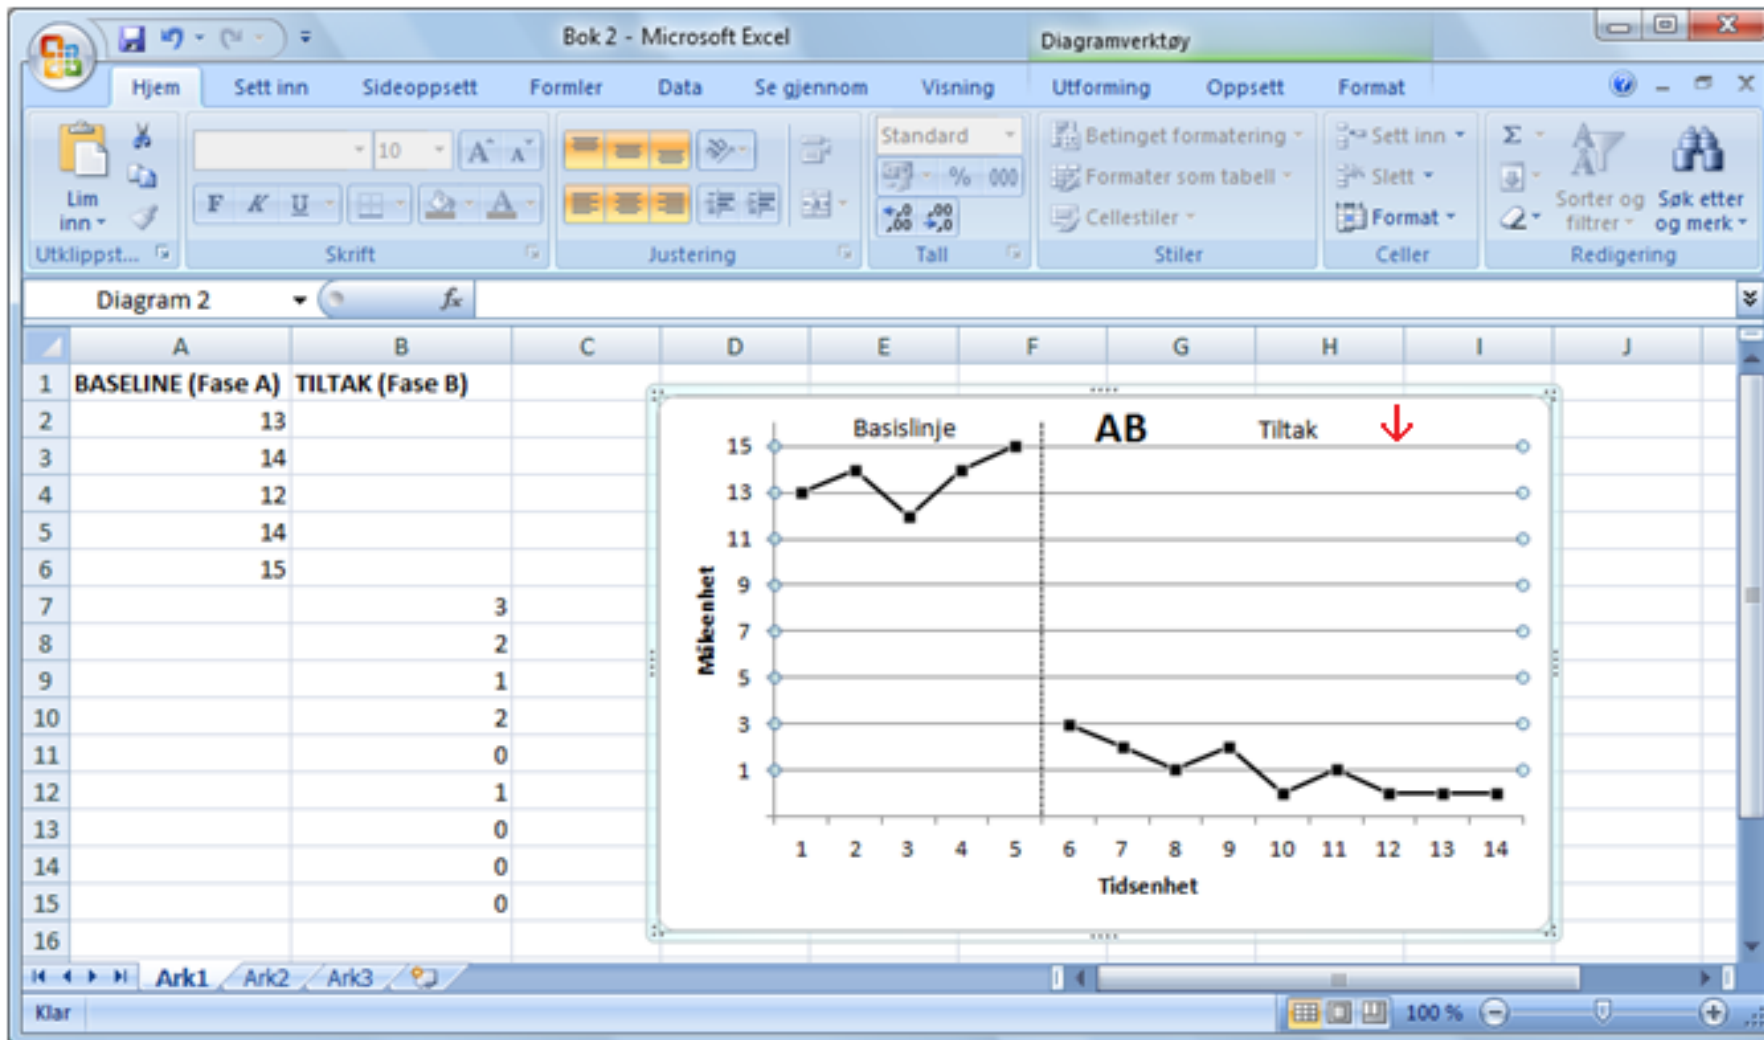 Bok 2 - Microsoft Excel Diagramverktøy
Hjem Sett inn Sideoppsett Formler Data Se gjennom Visning Utforming Oppsett Format
Lim inn
Utklippst...
10
F K U
Skrift
Justering
Standard
% 000
,0 ,00
,00 ,0
Tall
Betinget formatering
Formater som tabell
Cellestiler
Stiler
Sett inn
Slett
Format
Celler
Σ
Sorter og filtrer
Søk etter og merk
Redigering
Diagram 2 fx
A B C D E F G H I J
1 BASELINE (Fase A) TILTAK (Fase B)
2 13
3 14
4 12
5 14
6 15
7 3
8 2
9 1
10 2
11 0
12 1
13 0
14 0
15 0
16
Basislinje AB Tiltak
15
13
11
9
7
5
3
1
Måleenhet
1 2 3 4 5 6 7 8 9 10 11 12 13 14
Tidsenhet
Ark1 Ark2 Ark3
Klar 100 %